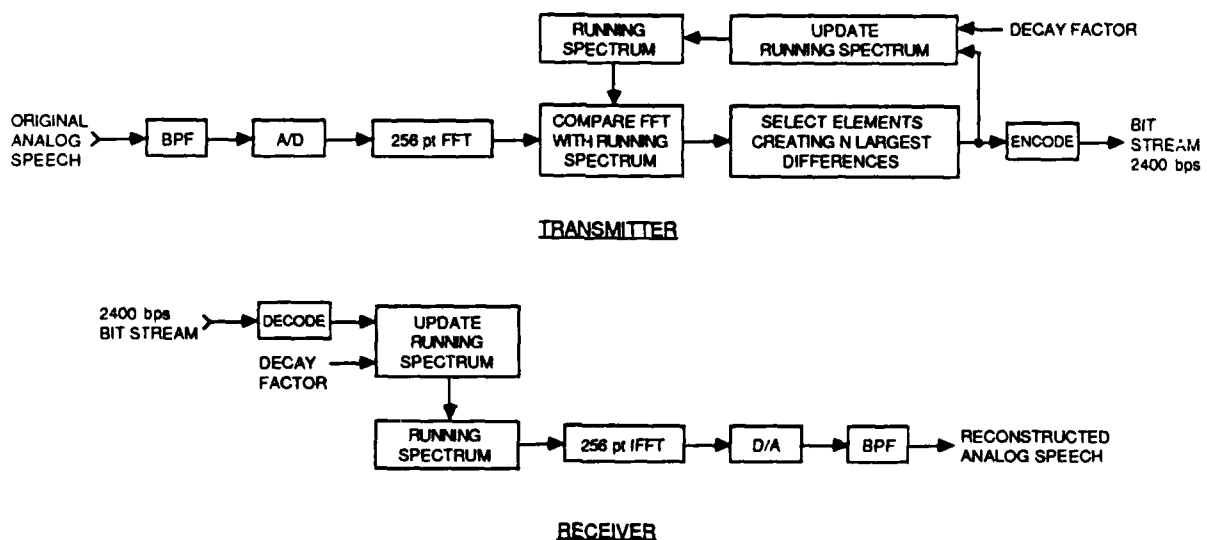 RUNNING
SPECTRUM
UPDATE
RUNNING SPECTRUM
DECAY FACTOR
ORIGINAL
ANALOG
SPEECH
BPF
A/D
256 pt FFT
COMPARE FFT
WITH RUNNING
SPECTRUM
SELECT ELEMENTS
CREATING N LARGEST
DIFFERENCES
ENCODE
BIT
STREAM
2400 bps
TRANSMITTER
2400 bps
BIT STREAM
DECODE
UPDATE
RUNNING
SPECTRUM
DECAY
FACTOR
RUNNING
SPECTRUM
256 pt IFFT
D/A
BPF
RECONSTRUCTED
ANALOG SPEECH
RECEIVER